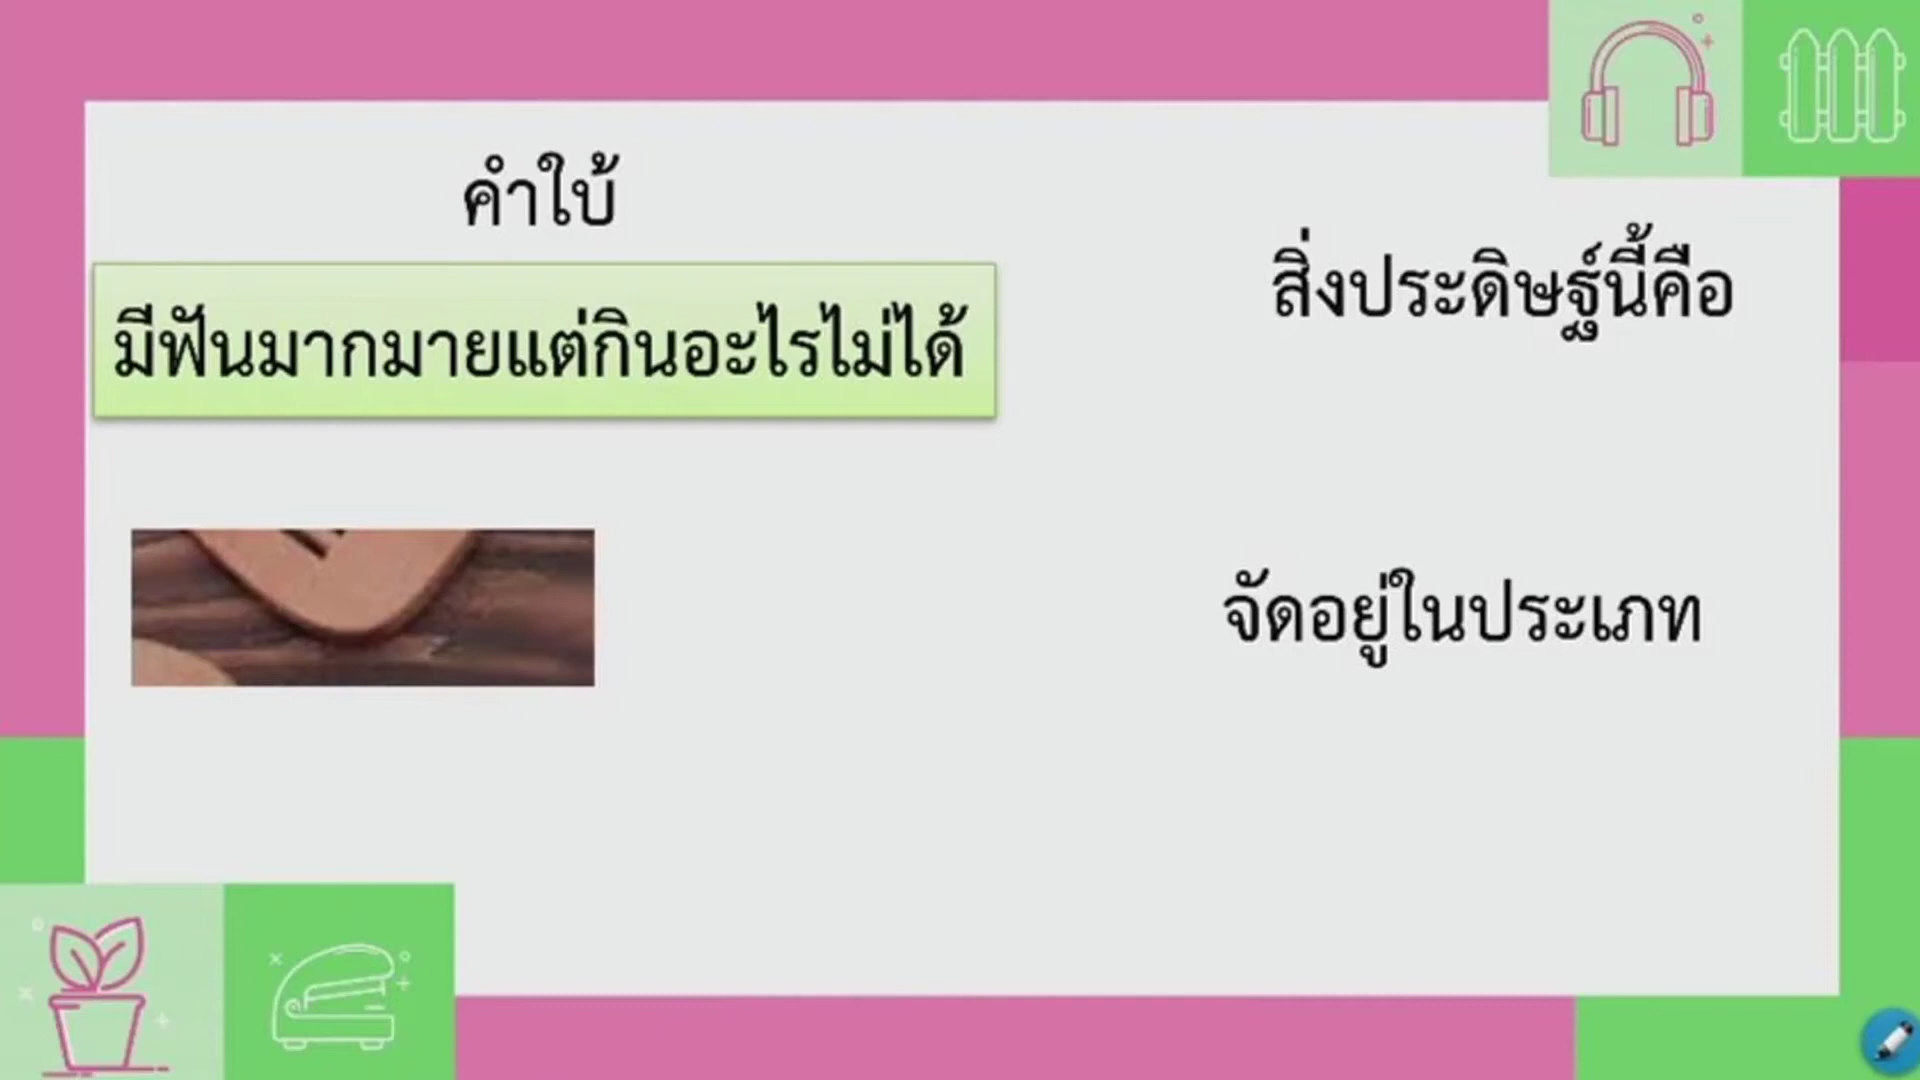 คำใบ้
มีฟันมากมายแต่กินอะไรไม่ได้
สิ่งประดิษฐ์นี้คือ
จัดอยู่ในประเภท